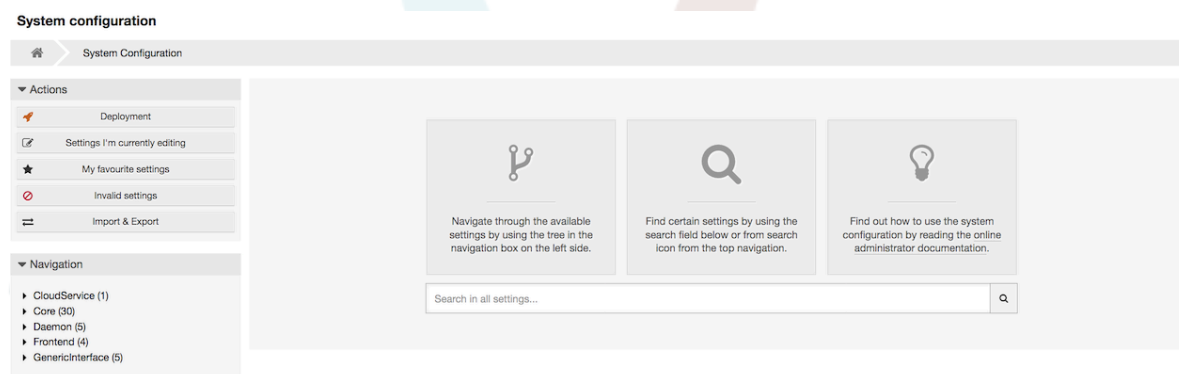 System configuration
System Configuration
Actions
Deployment
Settings I'm currently editing
My favourite settings
Invalid settings
Import & Export
Navigation
CloudService (1)
Core (30)
Daemon (5)
Frontend (4)
GenericInterface (5)
Navigate through the available
settings by using the tree in the
navigation box on the left side.
Find certain settings by using the
search field below or from search
icon from the top navigation.
Find out how to use the system
configuration by reading the online
administrator documentation.
Search in all settings...